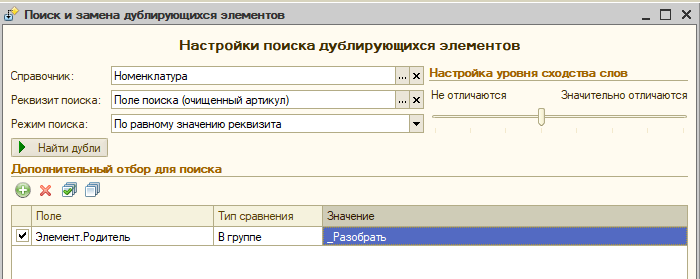 Поиск и замена дублирующихся элементов
Настройки поиска дублирующихся элементов
Справочник: Номенклатура
Настройка уровня сходства слов
Реквизит поиска: Поле поиска (очищенный артикул)
Не отличаются Значительно отличаются
Режим поиска: По равному значению реквизита
Найти дубли
Дополнительный отбор для поиска
Поле Тип сравнения Значение
Элемент.Родитель В группе _Разобрать